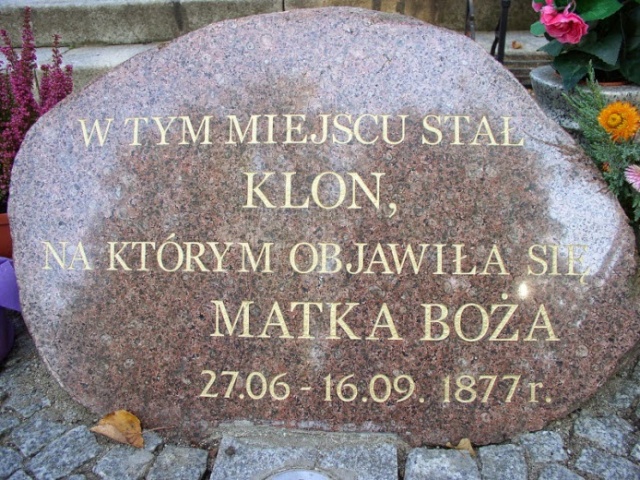 W TYM MIEJSCU STAŁ
KLON,
NA KTÓRYM OBJAWIŁA SIĘ
MATKA BOŻA
27.06 - 16.09. 1877 r.